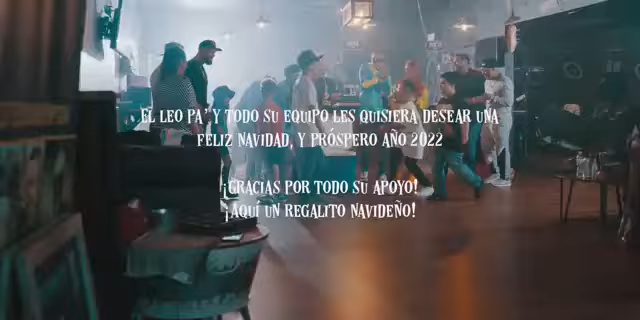 EL LEO PA' Y TODO SU EQUIPO LES QUISIERA DESEAR UNA
FELIZ NAVIDAD, Y PRÓSPERO AÑO 2022
¡GRACIAS POR TODO SU APOYO!
¡AQUÍ UN REGALITO NAVIDEÑO!